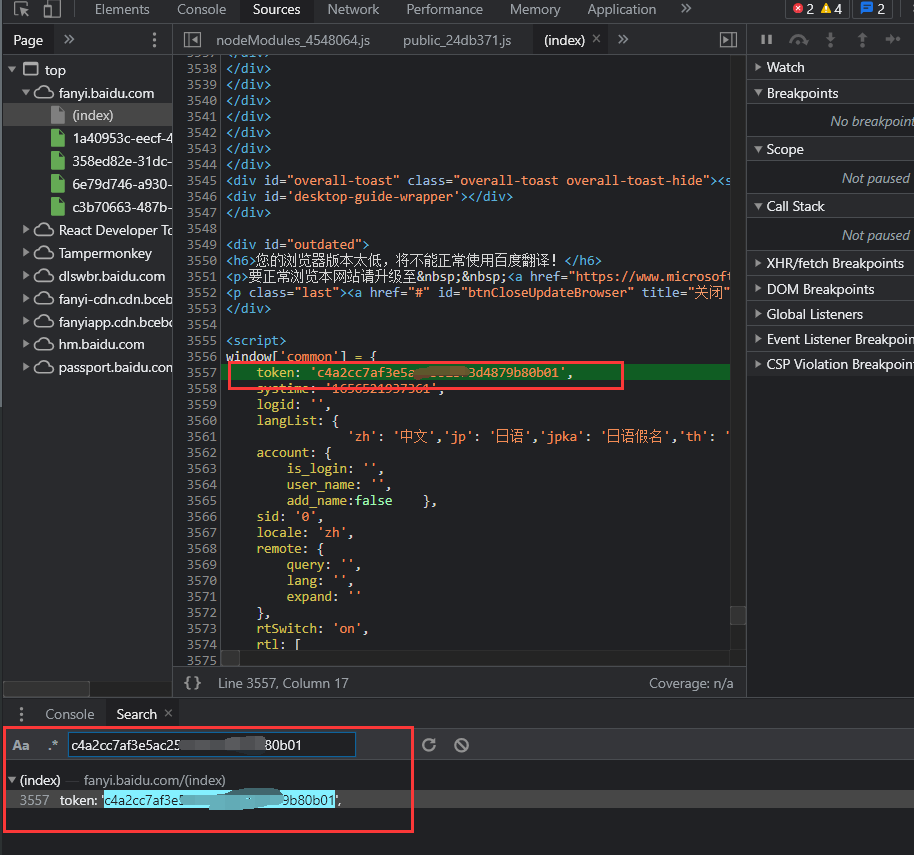 Elements Console Sources Network Performance Memory Application » 2 4 2
Page » nodeModules_4548064.js public_24db371.js (index) × »
top
fanyi.baidu.com
(index)
1a40953c-eecf-4
358ed82e-31dc-
6e79d746-a930-
c3b70663-487b-
React Developer To
Tampermonkey
dlswbr.baidu.com
fanyi-cdn.cdn.bceb
fanyiapp.cdn.bcebo
hm.baidu.com
passport.baidu.con
3538 </div>
3539 </div>
3540 </div>
3541 </div>
3542 </div>
3543 </div>
3544 </div>
3545 <div id="overall-toast" class="overall-toast overall-toast-hide"><s
3546 <div id='desktop-guide-wrapper'></div>
3547 </div>
3548
3549 <div id="outdated">
3550 <h6>您的浏览器版本太低，将不能正常使用百度翻译！</h6>
3551 <p>要正常浏览本网站请升级至&nbsp;&nbsp;<a href="https://www.microsoft
3552 <p class="last"><a href="#" id="btnCloseUpdateBrowser" title="关闭"
3553 </div>
3554
3555 <script>
3556 window['common'] = {
3557 token: 'c4a2cc7af3e5a 3d4879b80b01',
3558 systime: '1656521937361',
3559 logid: '',
3560 langList: {
3561 'zh': '中文','jp': '日语','jpka': '日语假名','th': '
3562 account: {
3563 is_login: '',
3564 user_name: '',
3565 add_name:false },
3566 sid: '0',
3567 locale: 'zh',
3568 remote: {
3569 query: '',
3570 lang: '',
3571 expand: ''
3572 },
3573 rtSwitch: 'on',
3574 rtl: [
3575
{} Line 3557, Column 17 Coverage: n/a
Watch
Breakpoints
No breakpoint
Scope
Not paused
Call Stack
Not paused
XHR/fetch Breakpoints
DOM Breakpoints
Global Listeners
Event Listener Breakpoin
CSP Violation Breakpoint
Console Search ×
Aa .* c4a2cc7af3e5ac25 80b01
(index) — fanyi.baidu.com/(index)
3557 token: 'c4a2cc7af3e5 9b80b01',